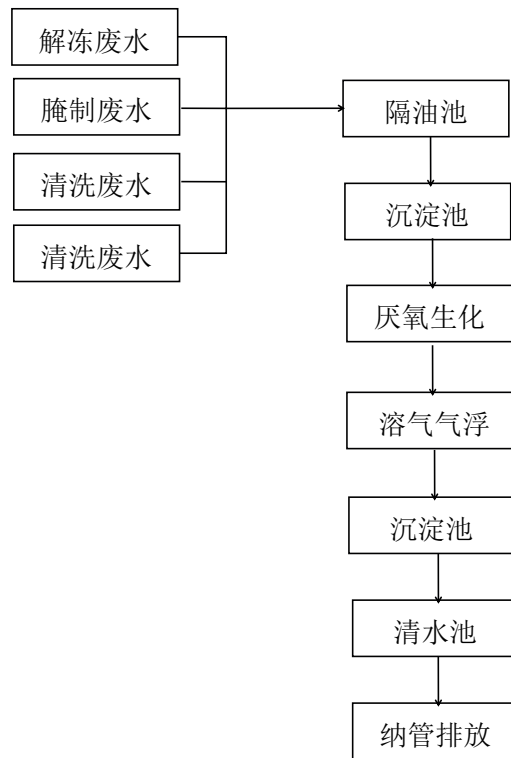 解冻废水
腌制废水
清洗废水
清洗废水
隔油池
沉淀池
厌氧生化
溶气气浮
沉淀池
清水池
纳管排放